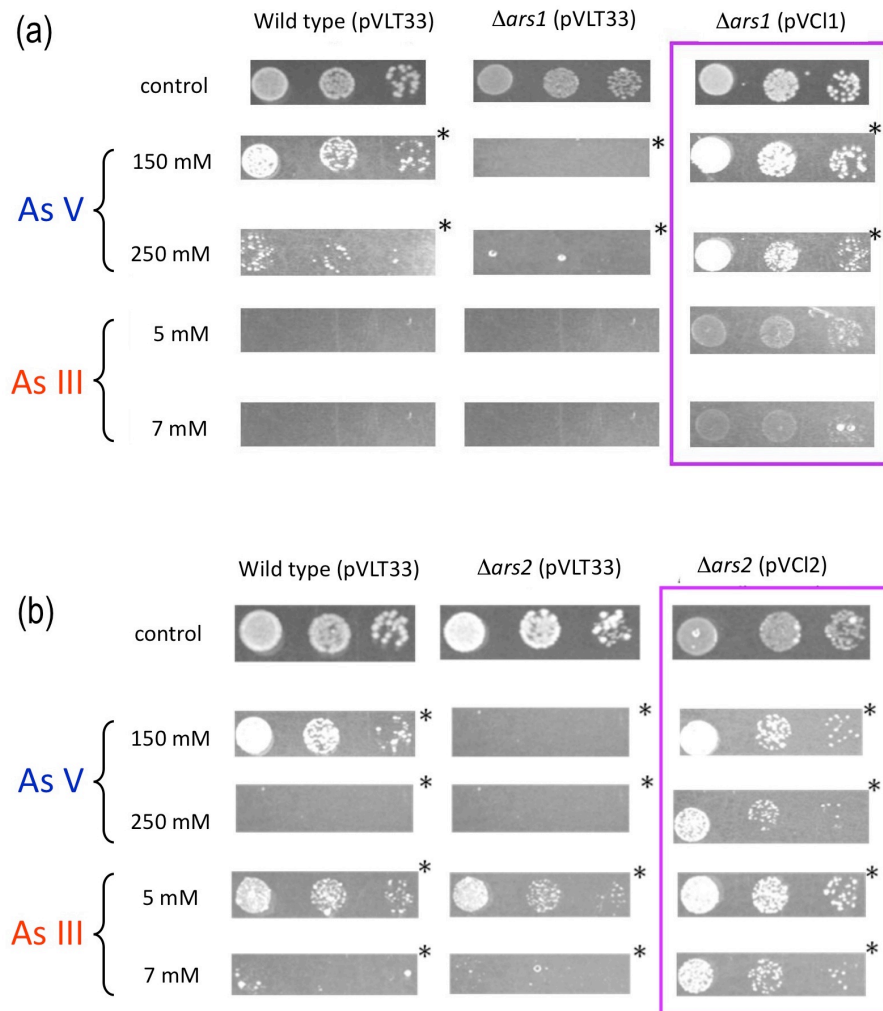 (a)
Wild type (pVLT33) Δars1 (pVLT33) Δars1 (pVCl1)
control
As V
150 mM * * *
250 mM * * *
As III
5 mM
7 mM
(b)
Wild type (pVLT33) Δars2 (pVLT33) Δars2 (pVCl2)
control
As V
150 mM * * *
250 mM * * *
As III
5 mM * * *
7 mM * * *